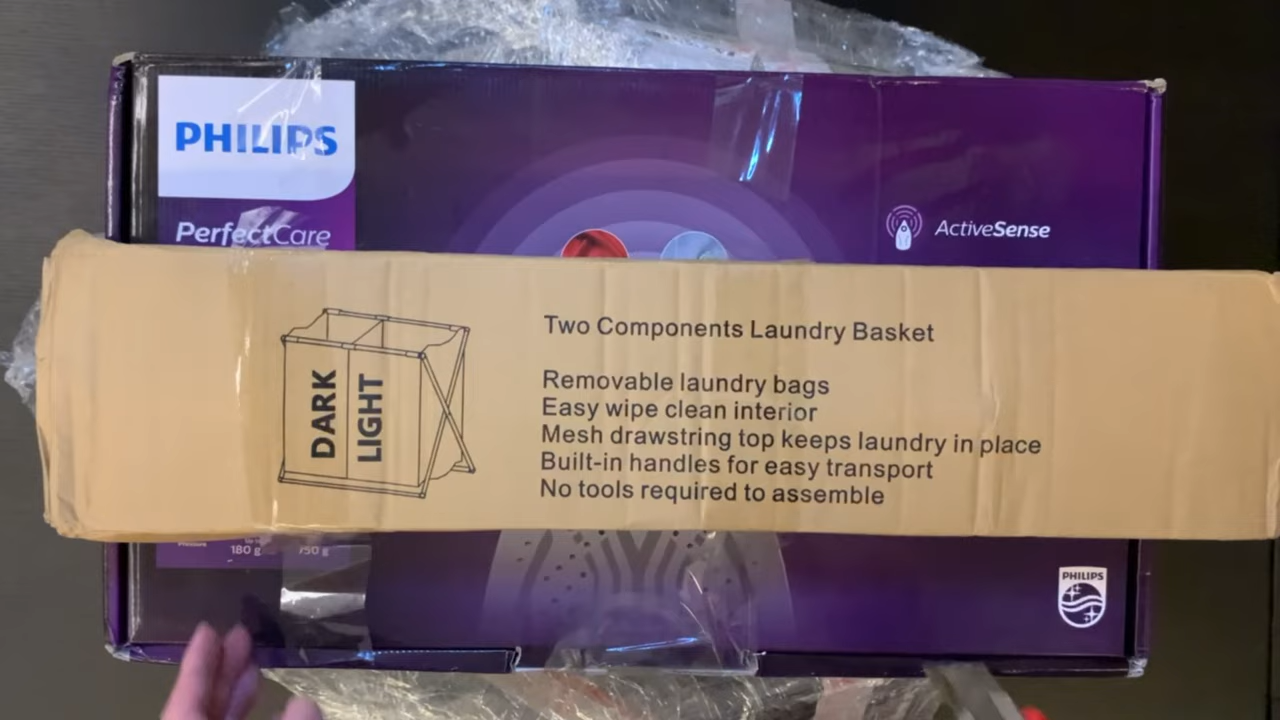 PHILIPS
PerfectCare
ActiveSense
DARK
LIGHT
Two Components Laundry Basket
Removable laundry bags
Easy wipe clean interior
Mesh drawstring top keeps laundry in place
Built-in handles for easy transport
No tools required to assemble
180 g
750 g
PHILIPS